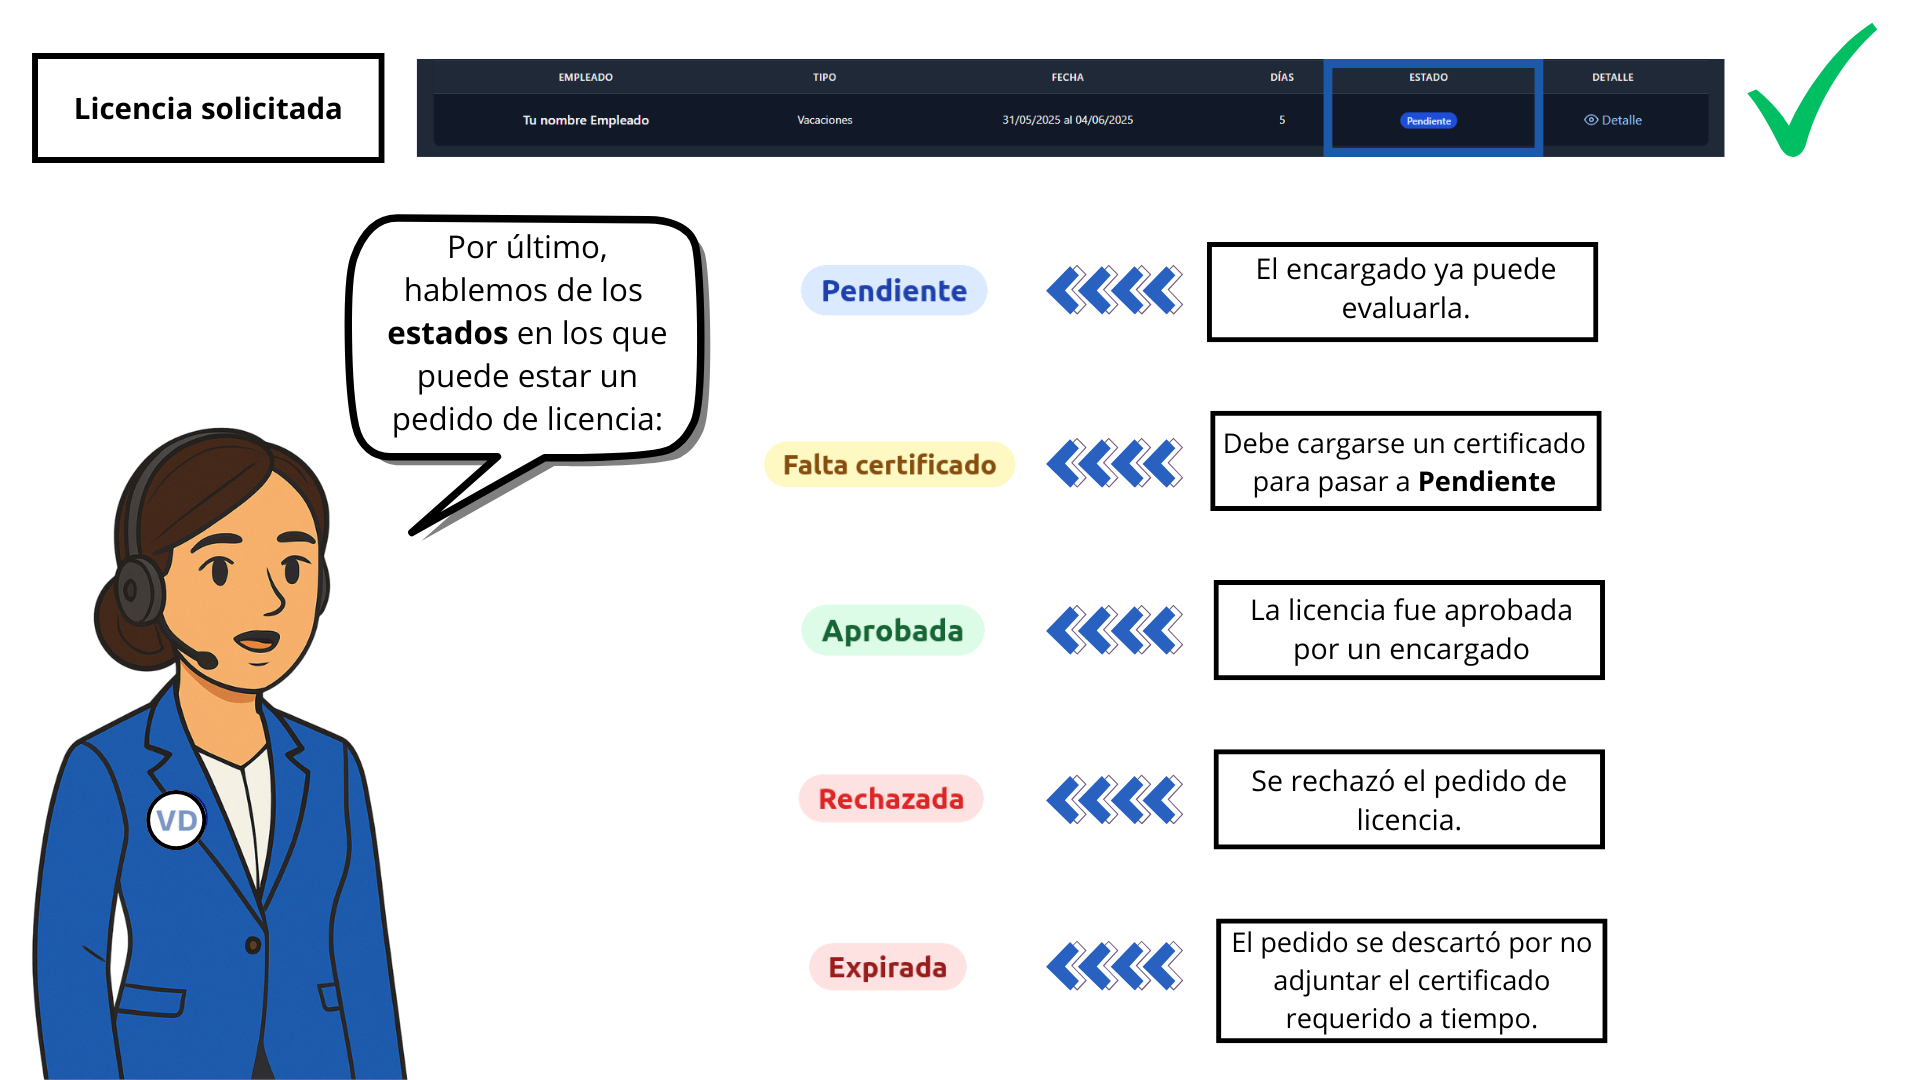 Licencia solicitada
EMPLEADO TIPO FECHA DÍAS ESTADO DETALLE
Tu nombre Empleado Vacaciones 31/05/2025 al 04/06/2025 5 Pendiente Detalle
Por último,
hablemos de los
estados en los que
puede estar un
pedido de licencia:
Pendiente
El encargado ya puede
evaluarla.
Falta certificado
Debe cargarse un certificado
para pasar a Pendiente
Aprobada
La licencia fue aprobada
por un encargado
Rechazada
Se rechazó el pedido de
licencia.
Expirada
El pedido se descartó por no
adjuntar el certificado
requerido a tiempo.
VD